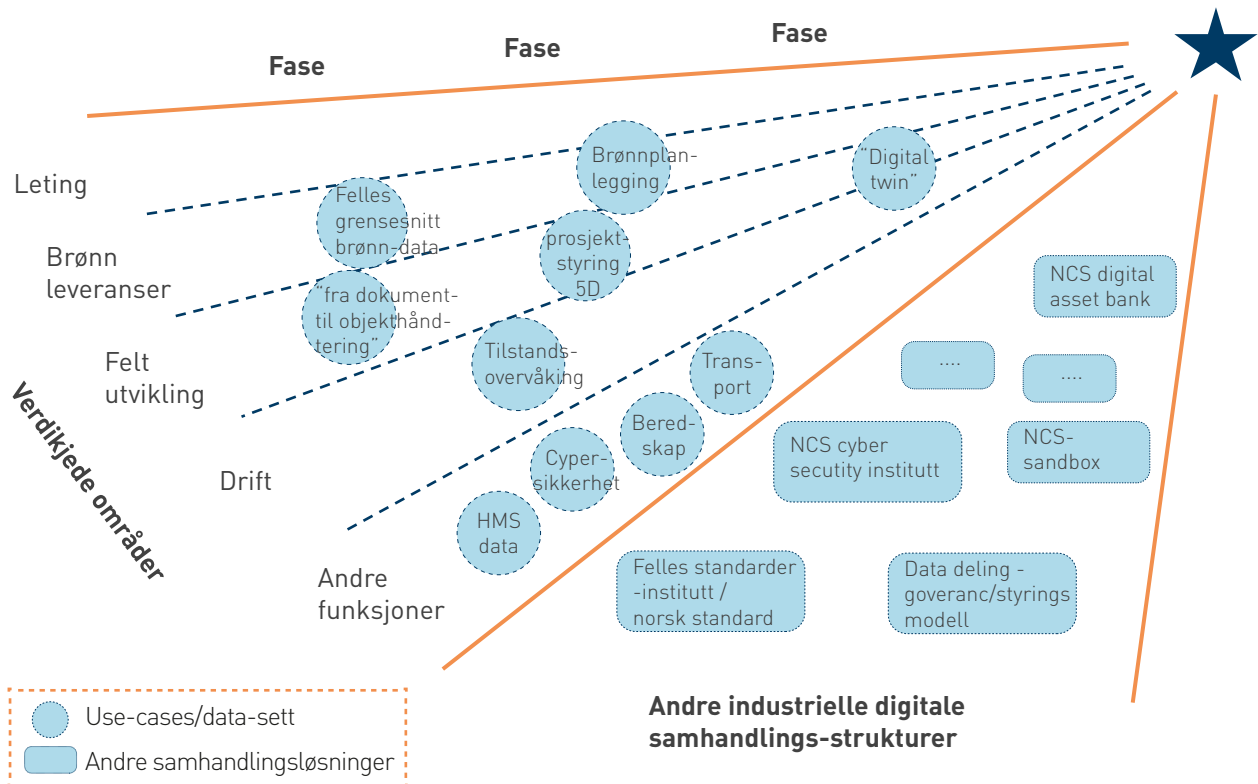 Fase
Fase
Fase
Leting
Brønn
leveranser
Felt
utvikling
Drift
Andre
funksjoner
Verdikjede områder
Felles
grensesnitt
brønn-data
"fra dokument-
til objekthånd
tering"
Brønnplan-
legging
prosjekt-
styring
5D
Tilstands-
overvåking
"Digital
twin"
Trans-
port
Bered-
skap
Cyper-
sikkerhet
HMS
data
NCS digital
asset bank
....
....
NCS cyber
secutity institutt
NCS-
sandbox
Felles standarder
-institutt /
norsk standard
Data deling -
goveranc/styrings
modell
Andre industrielle digitale
samhandlings-strukturer
Use-cases/data-sett
Andre samhandlingsløsninger